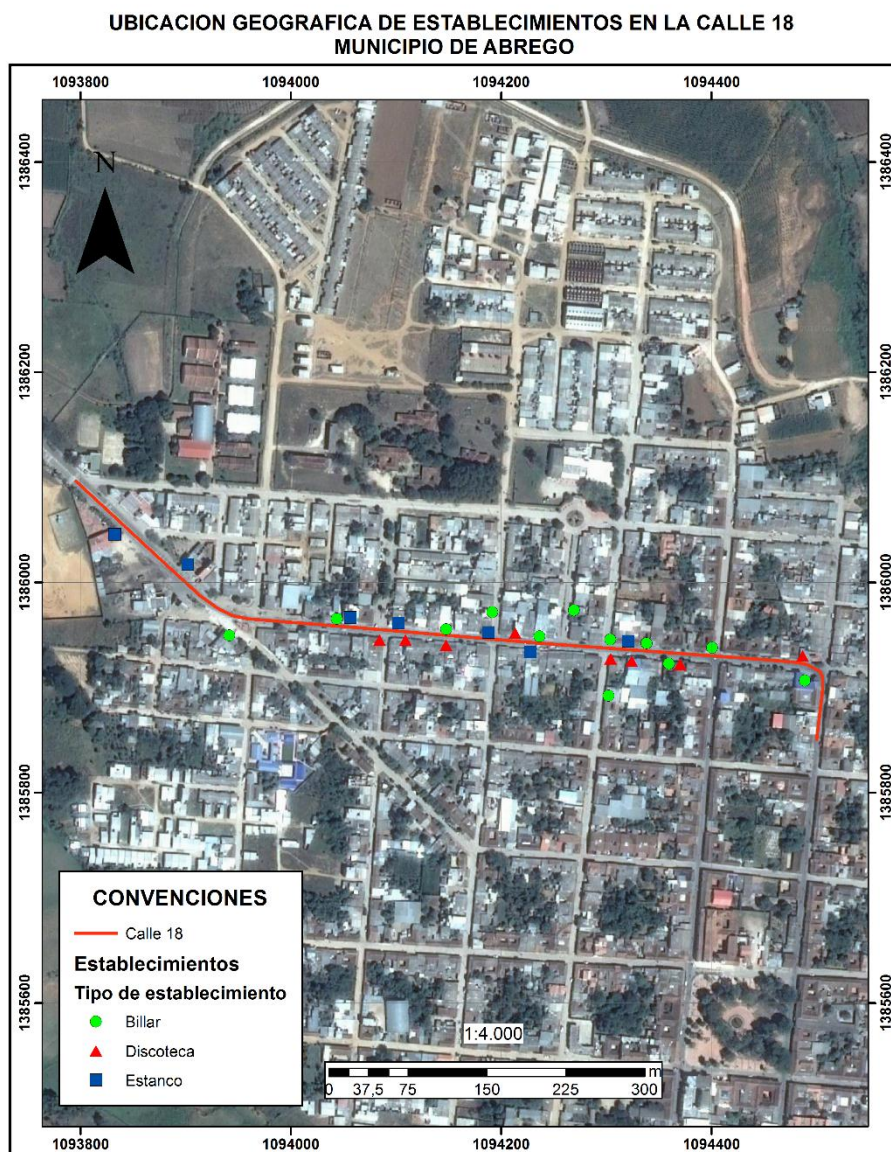 UBICACION GEOGRAFICA DE ESTABLECIMIENTOS EN LA CALLE 18
MUNICIPIO DE ABREGO
1093800 1094000 1094200 1094400
N
1386400 1386400
1386200 1386200
1386000 1386000
1385800 1385800
1385600 1385600
CONVENCIONES
Calle 18
Establecimientos
Tipo de establecimiento
Billar
Discoteca
Estanco
1:4.000
m
0 37,5 75 150 225 300
1093800 1094000 1094200 1094400